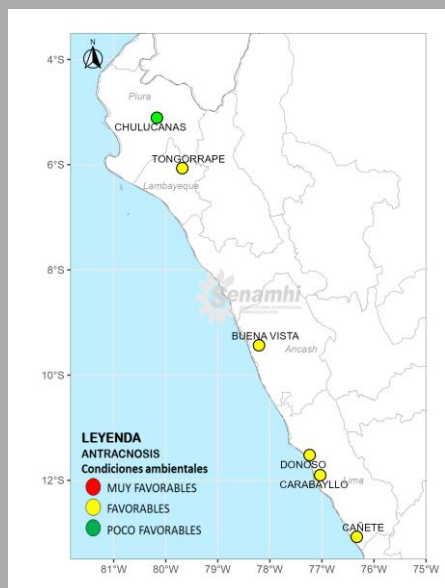 N
4°S
Piura
CHULUCANAS
TONGORRAPE
6°S
Lambayeque
8°S
Senamhi
BUENA VISTA
Ancash
10°S
LEYENDA
ANTRACNOSIS
Condiciones ambientales
MUY FAVORABLES
FAVORABLES
POCO FAVORABLES
DONOSO
CARABAYLLO
Lima
12°S
CAÑETE
81°W 80°W 79°W 78°W 77°W 76°W 75°W